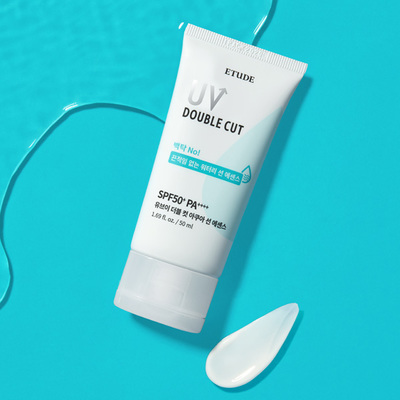 ETUDE
UV
DOUBLE CUT
백탁 No!
끈적임 없는 워터리 선 에센스
SPF50+ PA++++
유브이 더블 컷 아쿠아 선 에센스
1.69 fl. oz. / 50 ml